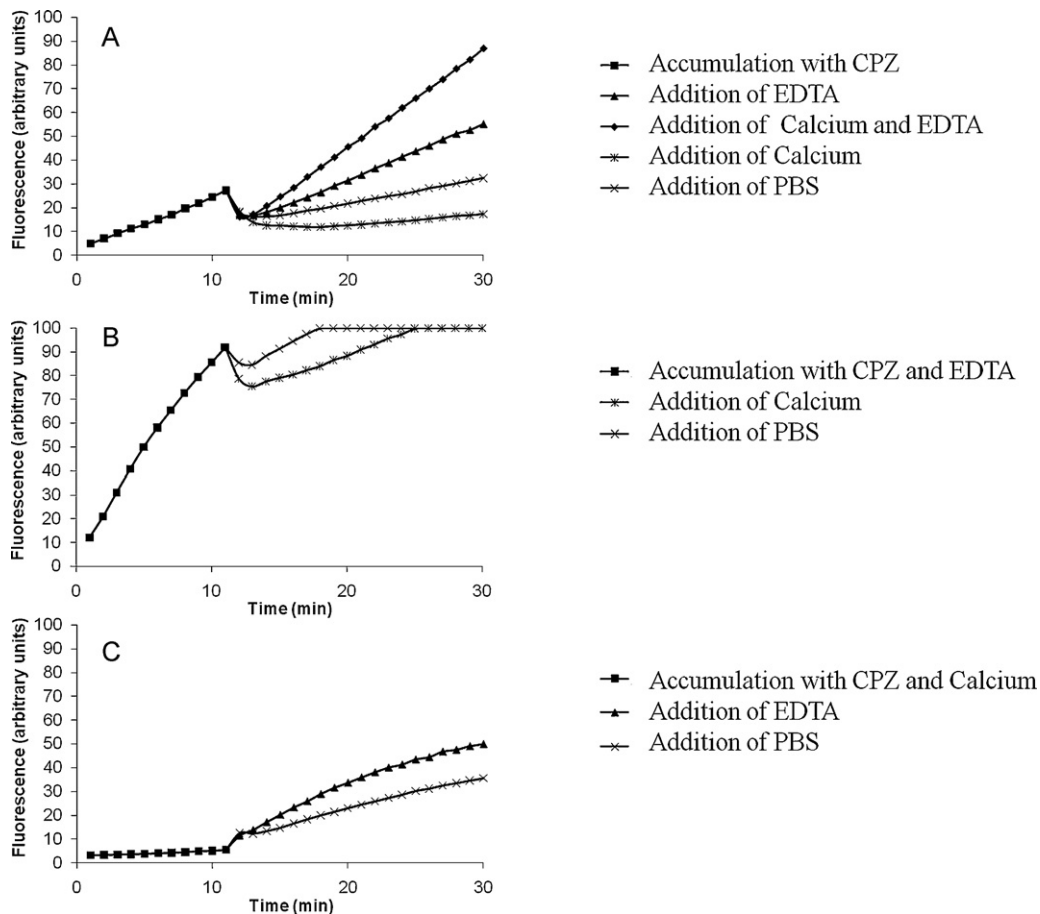 A
Fluorescence (arbitrary units)
100
90
80
70
60
50
40
30
20
10
0
0 10 20 30
Time (min)
Accumulation with CPZ
Addition of EDTA
Addition of Calcium and EDTA
Addition of Calcium
Addition of PBS
B
Fluorescence (arbitrary units)
100
90
80
70
60
50
40
30
20
10
0
0 10 20 30
Time (min)
Accumulation with CPZ and EDTA
Addition of Calcium
Addition of PBS
C
Fluorescence (arbitrary units)
100
90
80
70
60
50
40
30
20
10
0
0 10 20 30
Time (min)
Accumulation with CPZ and Calcium
Addition of EDTA
Addition of PBS